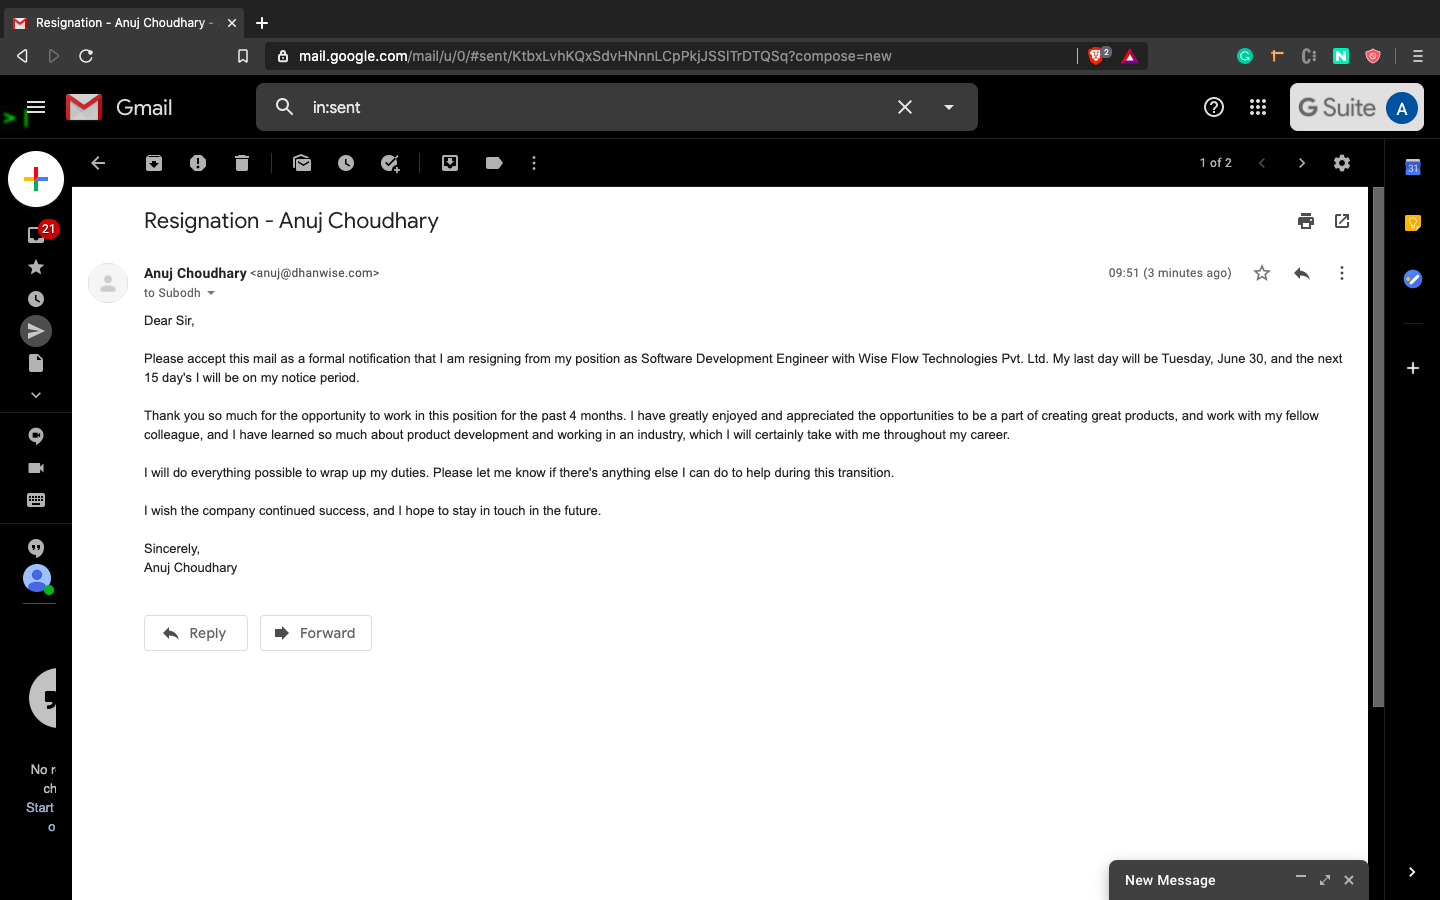 Resignation - Anuj Choudhary -
mail.google.com/mail/u/0/#sent/KtbxLvhKQxSdvHNnnLCpPkjJSSlTrDTQSq?compose=new
2
Gmail
in:sent
G Suite
A
1 of 2
31
21
Resignation - Anuj Choudhary
Anuj Choudhary <anuj@dhanwise.com>
09:51 (3 minutes ago)
to Subodh
Dear Sir,
Please accept this mail as a formal notification that I am resigning from my position as Software Development Engineer with Wise Flow Technologies Pvt. Ltd. My last day will be Tuesday, June 30, and the next
15 day's I will be on my notice period.
Thank you so much for the opportunity to work in this position for the past 4 months. I have greatly enjoyed and appreciated the opportunities to be a part of creating great products, and work with my fellow
colleague, and I have learned so much about product development and working in an industry, which I will certainly take with me throughout my career.
I will do everything possible to wrap up my duties. Please let me know if there's anything else I can do to help during this transition.
I wish the company continued success, and I hope to stay in touch in the future.
Sincerely,
Anuj Choudhary
Reply
Forward
No r
ch
Start
o
New Message